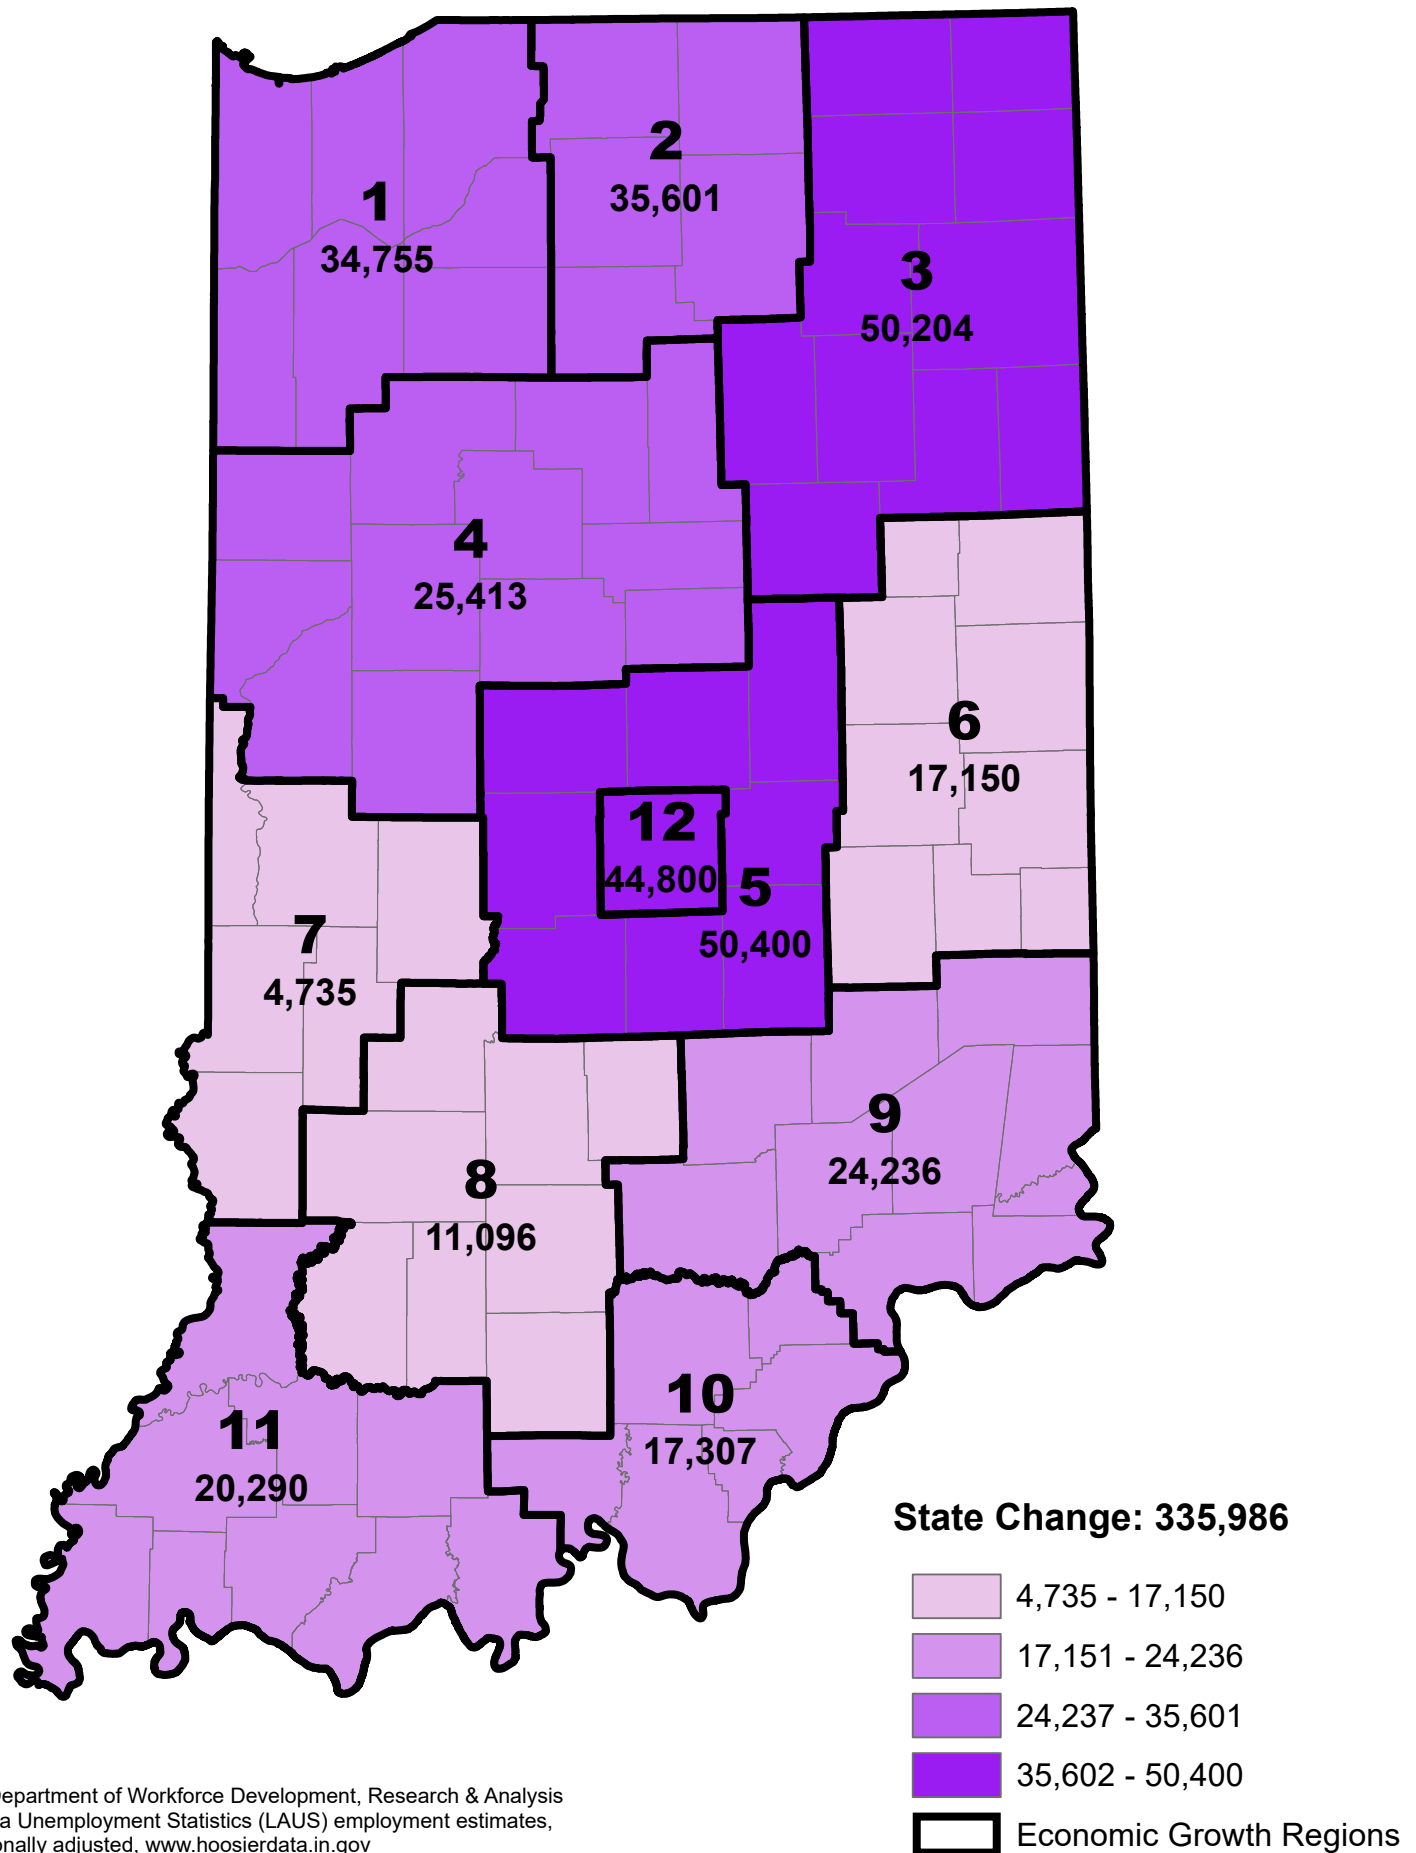 1
34,755
2
35,601
3
50,204
4
25,413
6
17,150
12
44,800
5
50,400
7
4,735
9
24,236
8
11,096
10
17,307
11
20,290
State Change: 335,986
4,735 - 17,150
17,151 - 24,236
24,237 - 35,601
35,602 - 50,400
Economic Growth Regions
epartment of Workforce Development, Research & Analysis
a Unemployment Statistics (LAUS) employment estimates,
onally adjusted, www.hoosierdata.in.gov